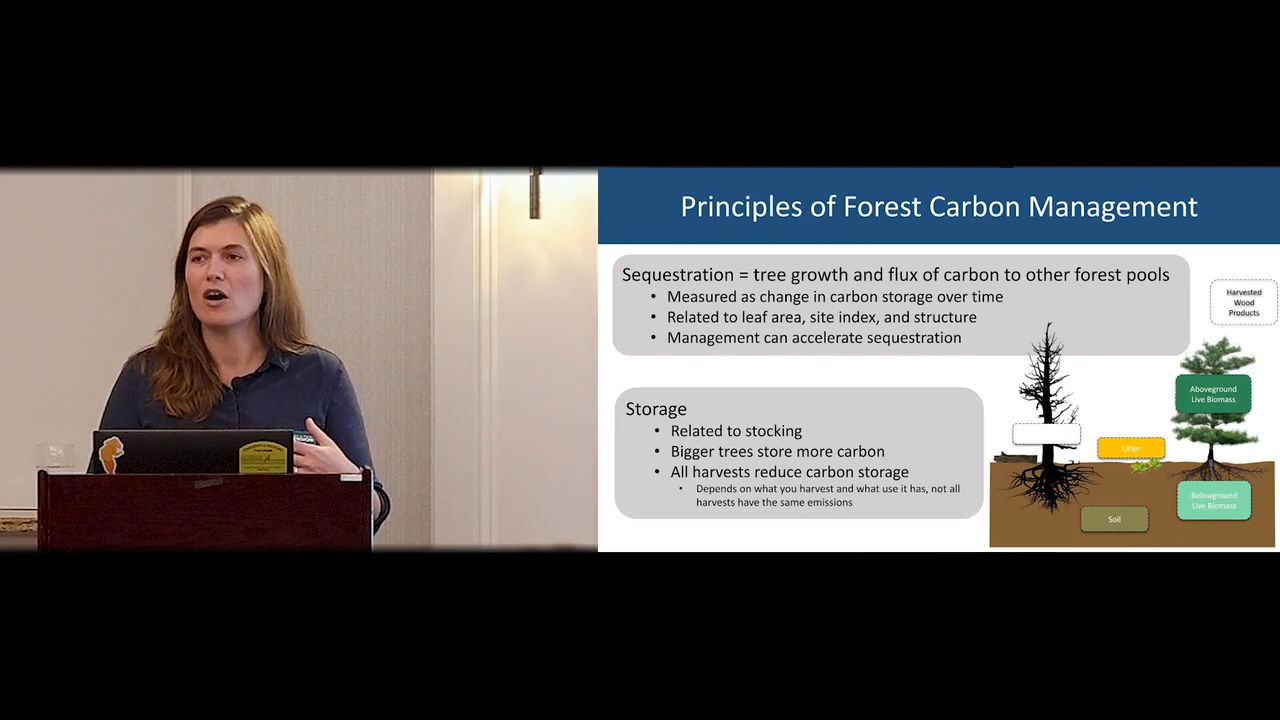 Principles of Forest Carbon Management
Sequestration = tree growth and flux of carbon to other forest pools
• Measured as change in carbon storage over time
• Related to leaf area, site index, and structure
• Management can accelerate sequestration
Storage
• Related to stocking
• Bigger trees store more carbon
• All harvests reduce carbon storage
• Depends on what you harvest and what use it has, not all
harvests have the same emissions
Harvested
Wood
Products
Aboveground
Live Biomass
Litter
Belowground
Live Biomass
Soil